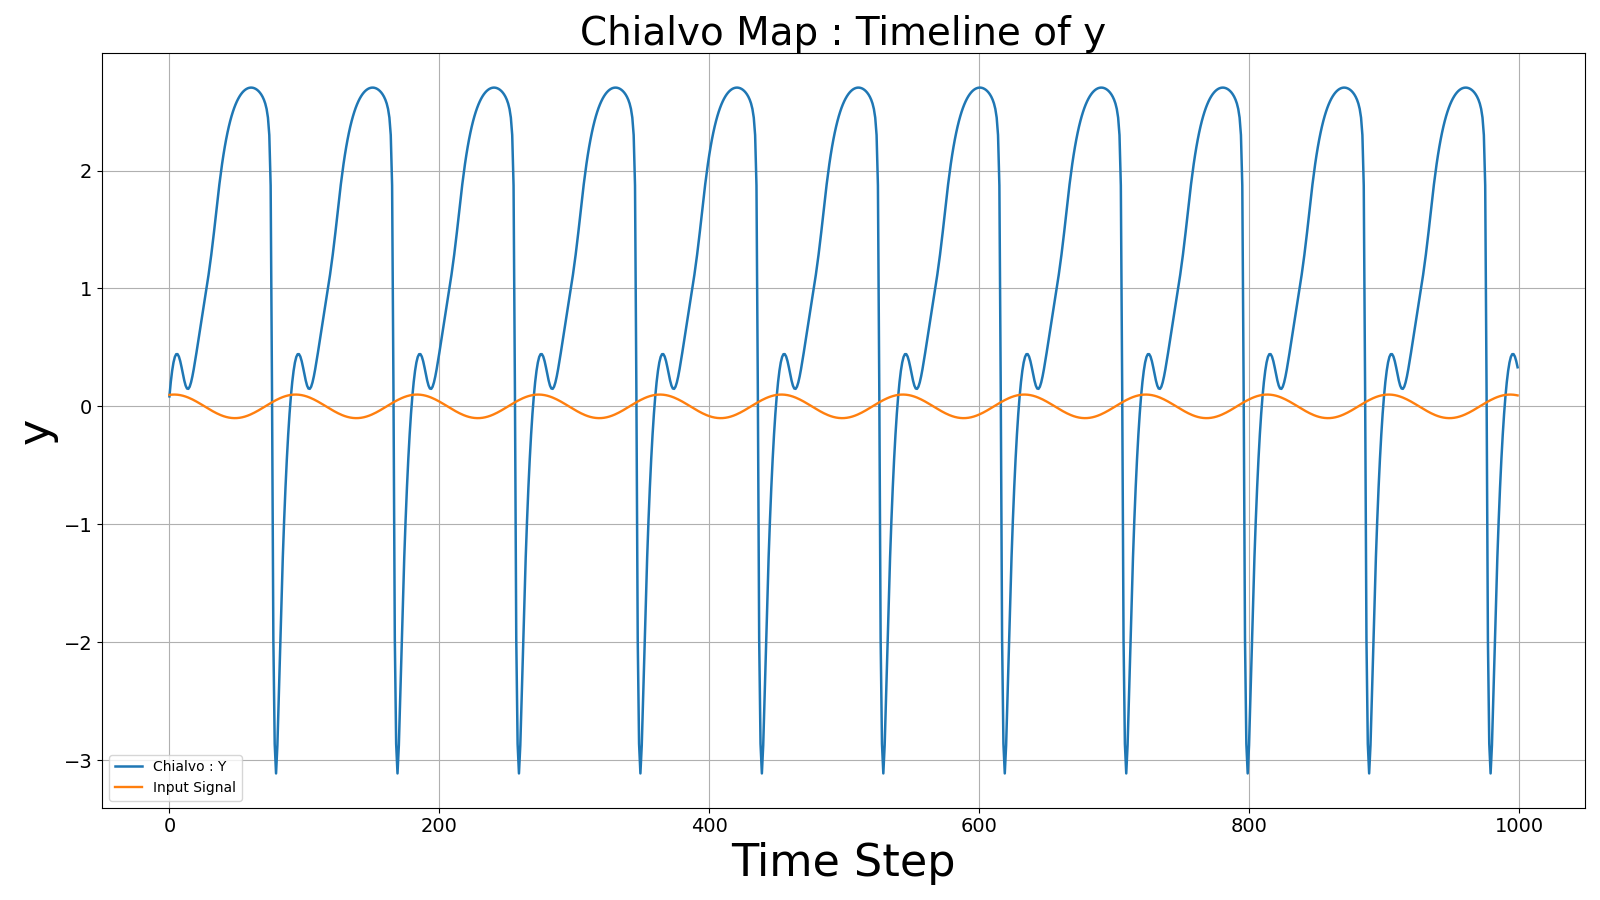 Chialvo Map : Timeline of y
y
2
1
0
−1
−2
−3
Chialvo : Y
Input Signal
0 200 400 600 800 1000
Time Step